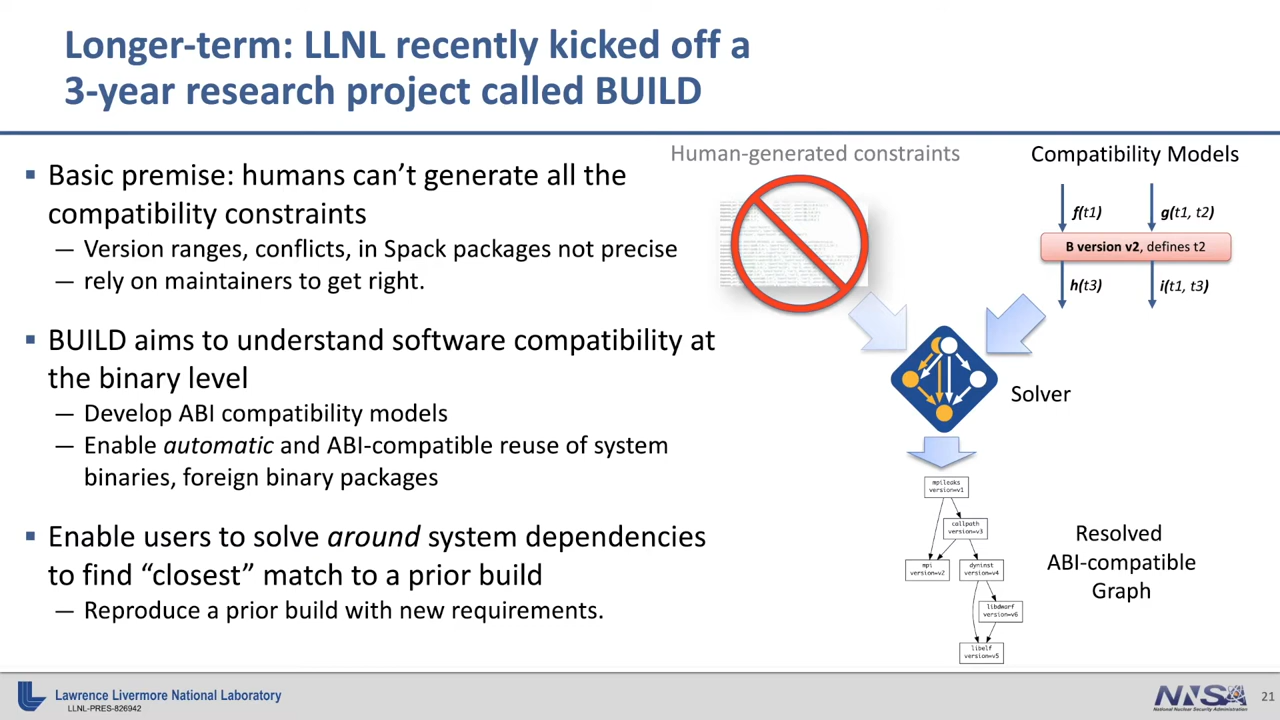 Longer-term: LLNL recently kicked off a
3-year research project called BUILD
▪ Basic premise: humans can’t generate all the
compatibility constraints
— Version ranges, conflicts, in Spack packages not precise
— rely on maintainers to get right.
▪ BUILD aims to understand software compatibility at
the binary level
— Develop ABI compatibility models
— Enable automatic and ABI-compatible reuse of system
binaries, foreign binary packages
▪ Enable users to solve around system dependencies
to find “closest” match to a prior build
— Reproduce a prior build with new requirements.
Human-generated constraints
Compatibility Models
f(t1)
g(t1, t2)
B version v2, defines t2
h(t3)
i(t1, t3)
Solver
mpileaks
version=v1
callpath
version=v3
mpi
version=v2
dyninst
version=v4
libdwarf
version=v6
libelf
version=v5
Resolved
ABI-compatible
Graph
Lawrence Livermore National Laboratory
LLNL-PRES-826942
NNSA
National Nuclear Security Administration
21